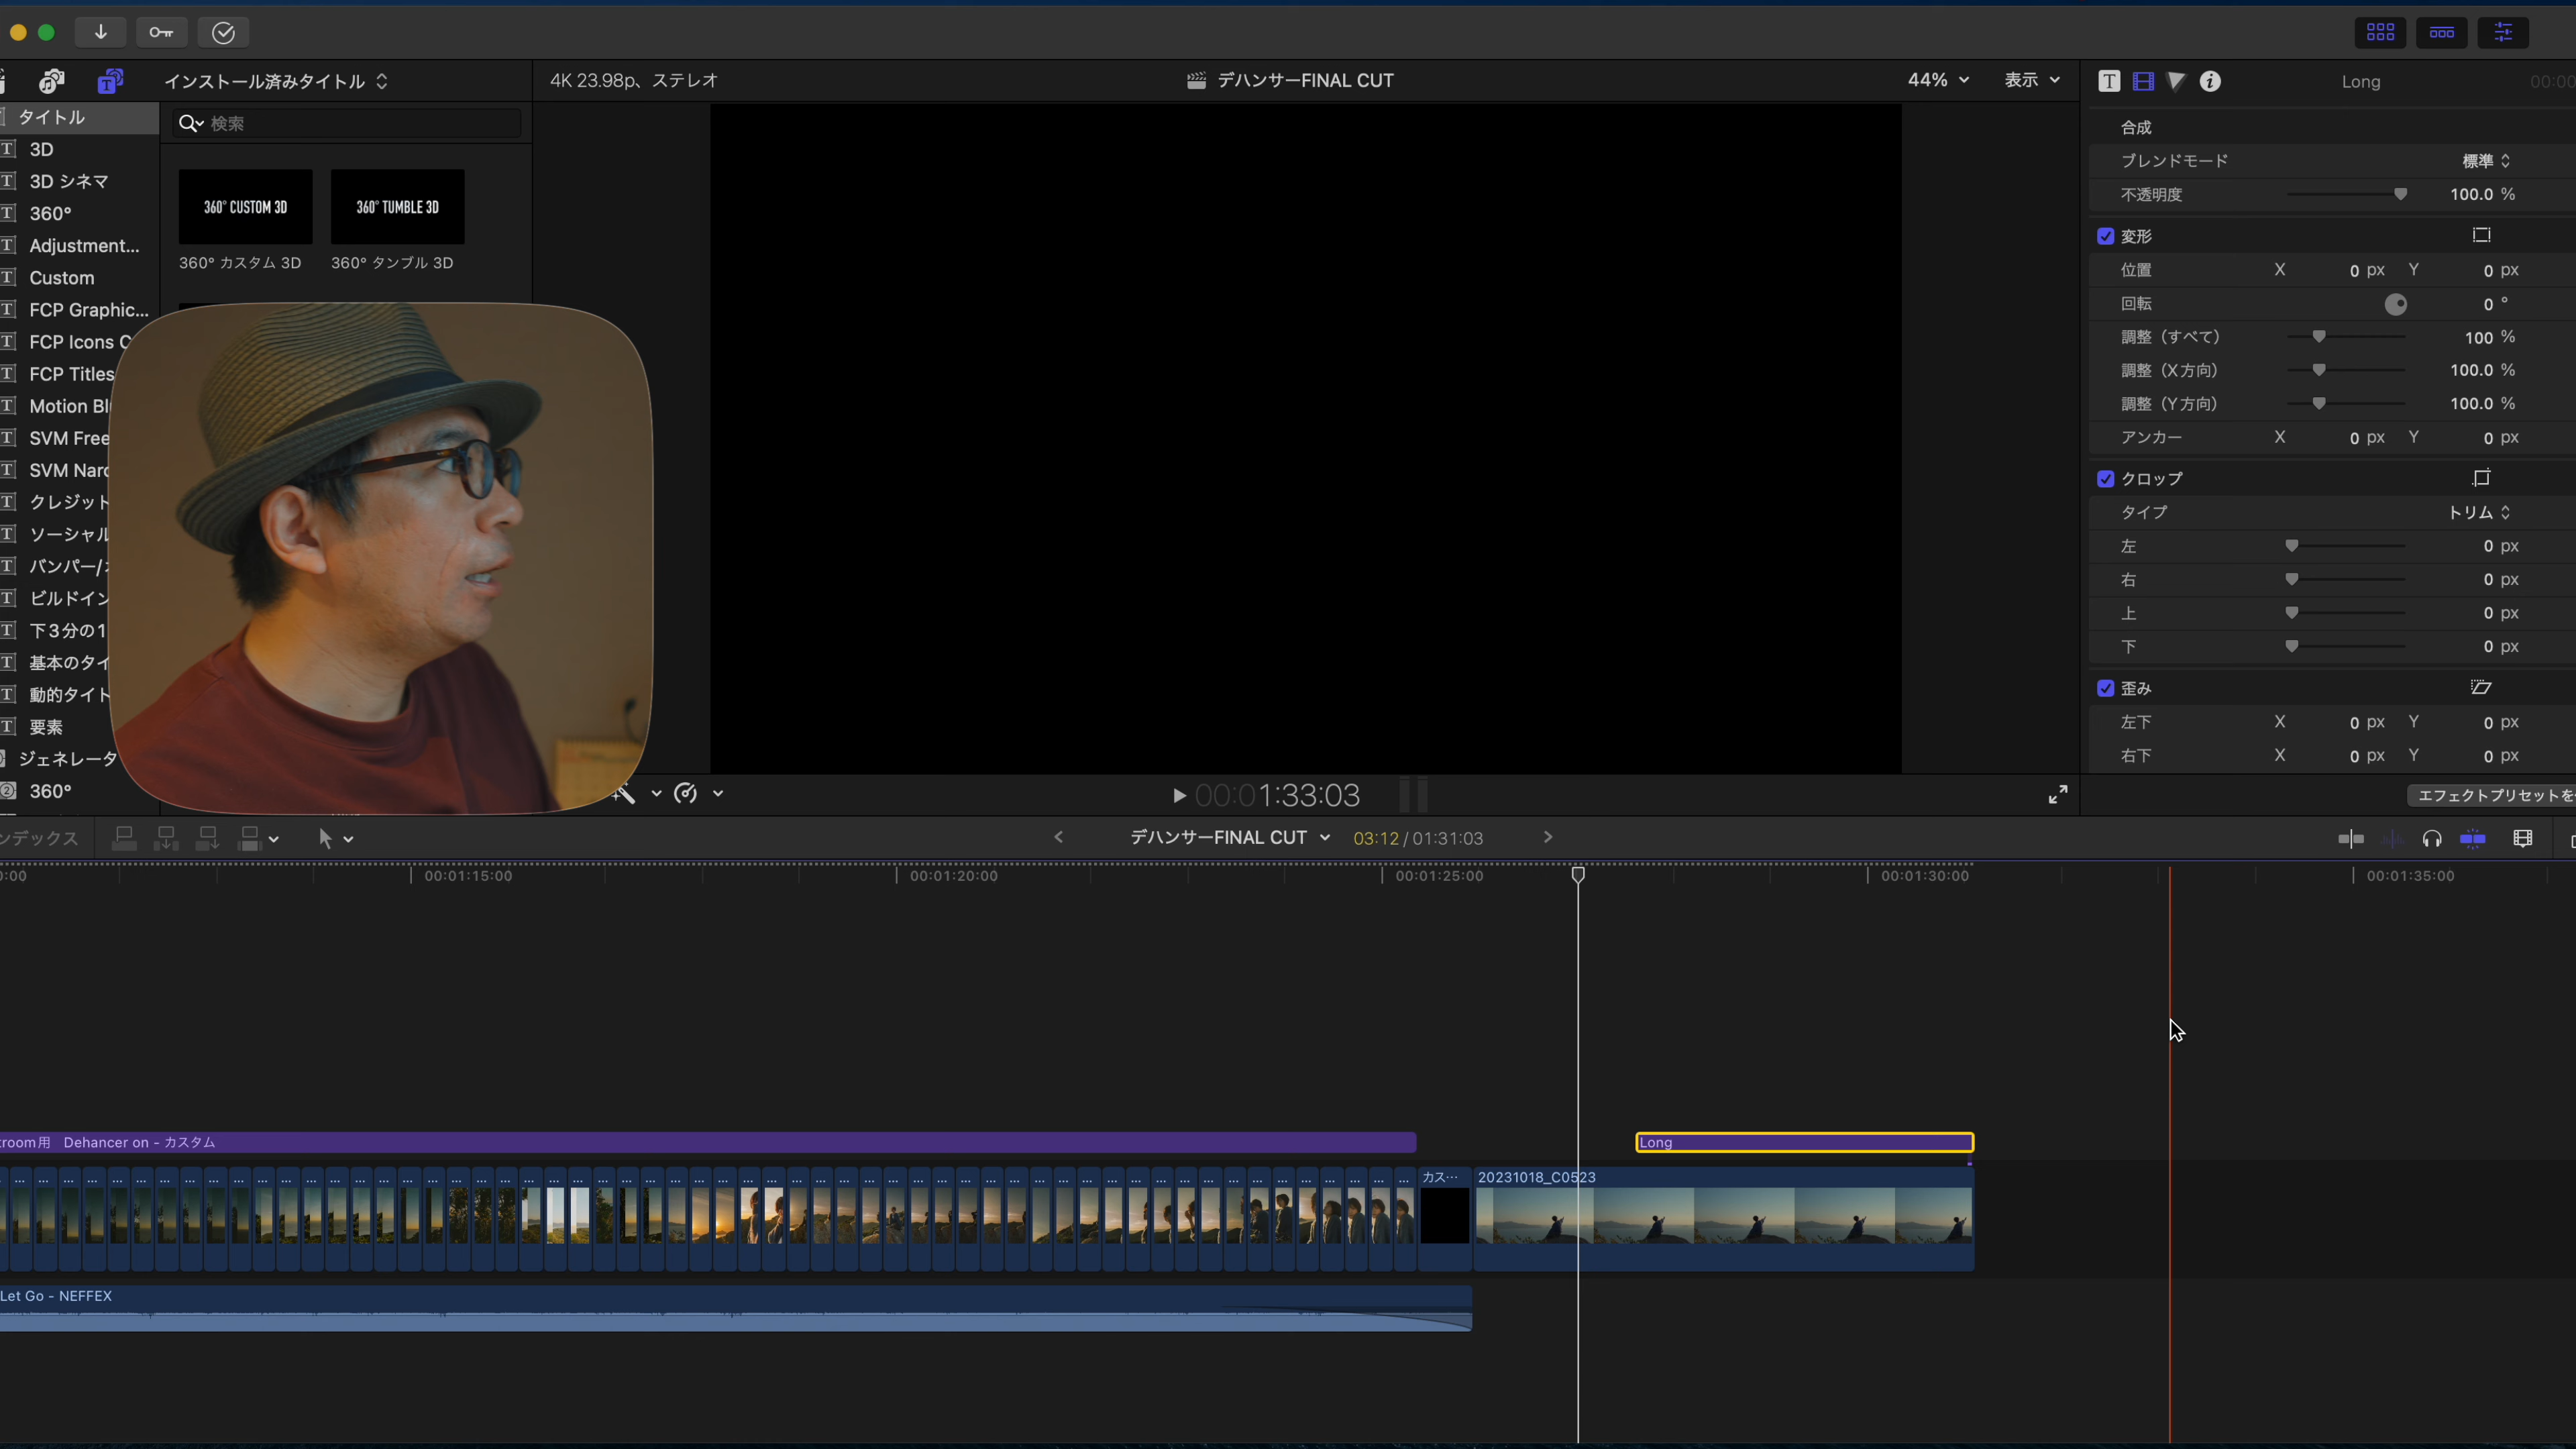 インストール済みタイトル
4K 23.98p、ステレオ
デハンサーFINAL CUT
44%
表示
Long
00:00
タイトル
検索
3D
3D シネマ
360°
Adjustment...
Custom
FCP Graphic...
FCP Icons C
FCP Titles
Motion Bl
SVM Free
SVM Narc
クレジット
ソーシャル
バンパー/
ビルドイン
下3分の1
基本のタイ
動的タイト
要素
ジェネレータ
360°
360° CUSTOM 3D
360° TUMBLE 3D
360° カスタム 3D
360° タンブル 3D
合成
ブレンドモード 標準
不透明度 100.0 %
変形
位置 X 0 px Y 0 px
回転 0 °
調整（すべて） 100 %
調整（X方向） 100.0 %
調整（Y方向） 100.0 %
アンカー X 0 px Y 0 px
クロップ
タイプ トリム
左 0 px
右 0 px
上 0 px
下 0 px
歪み
左下 X 0 px Y 0 px
右下 X 0 px Y 0 px
00:01:33:03
エフェクトプリセットを
ンデックス
デハンサーFINAL CUT
03:12 / 01:31:03
0:00
00:01:15:00
00:01:20:00
00:01:25:00
00:01:30:00
00:01:35:00
troom用 Dehancer on - カスタム
Long
カス…
20231018_C0523
Let Go - NEFFEX